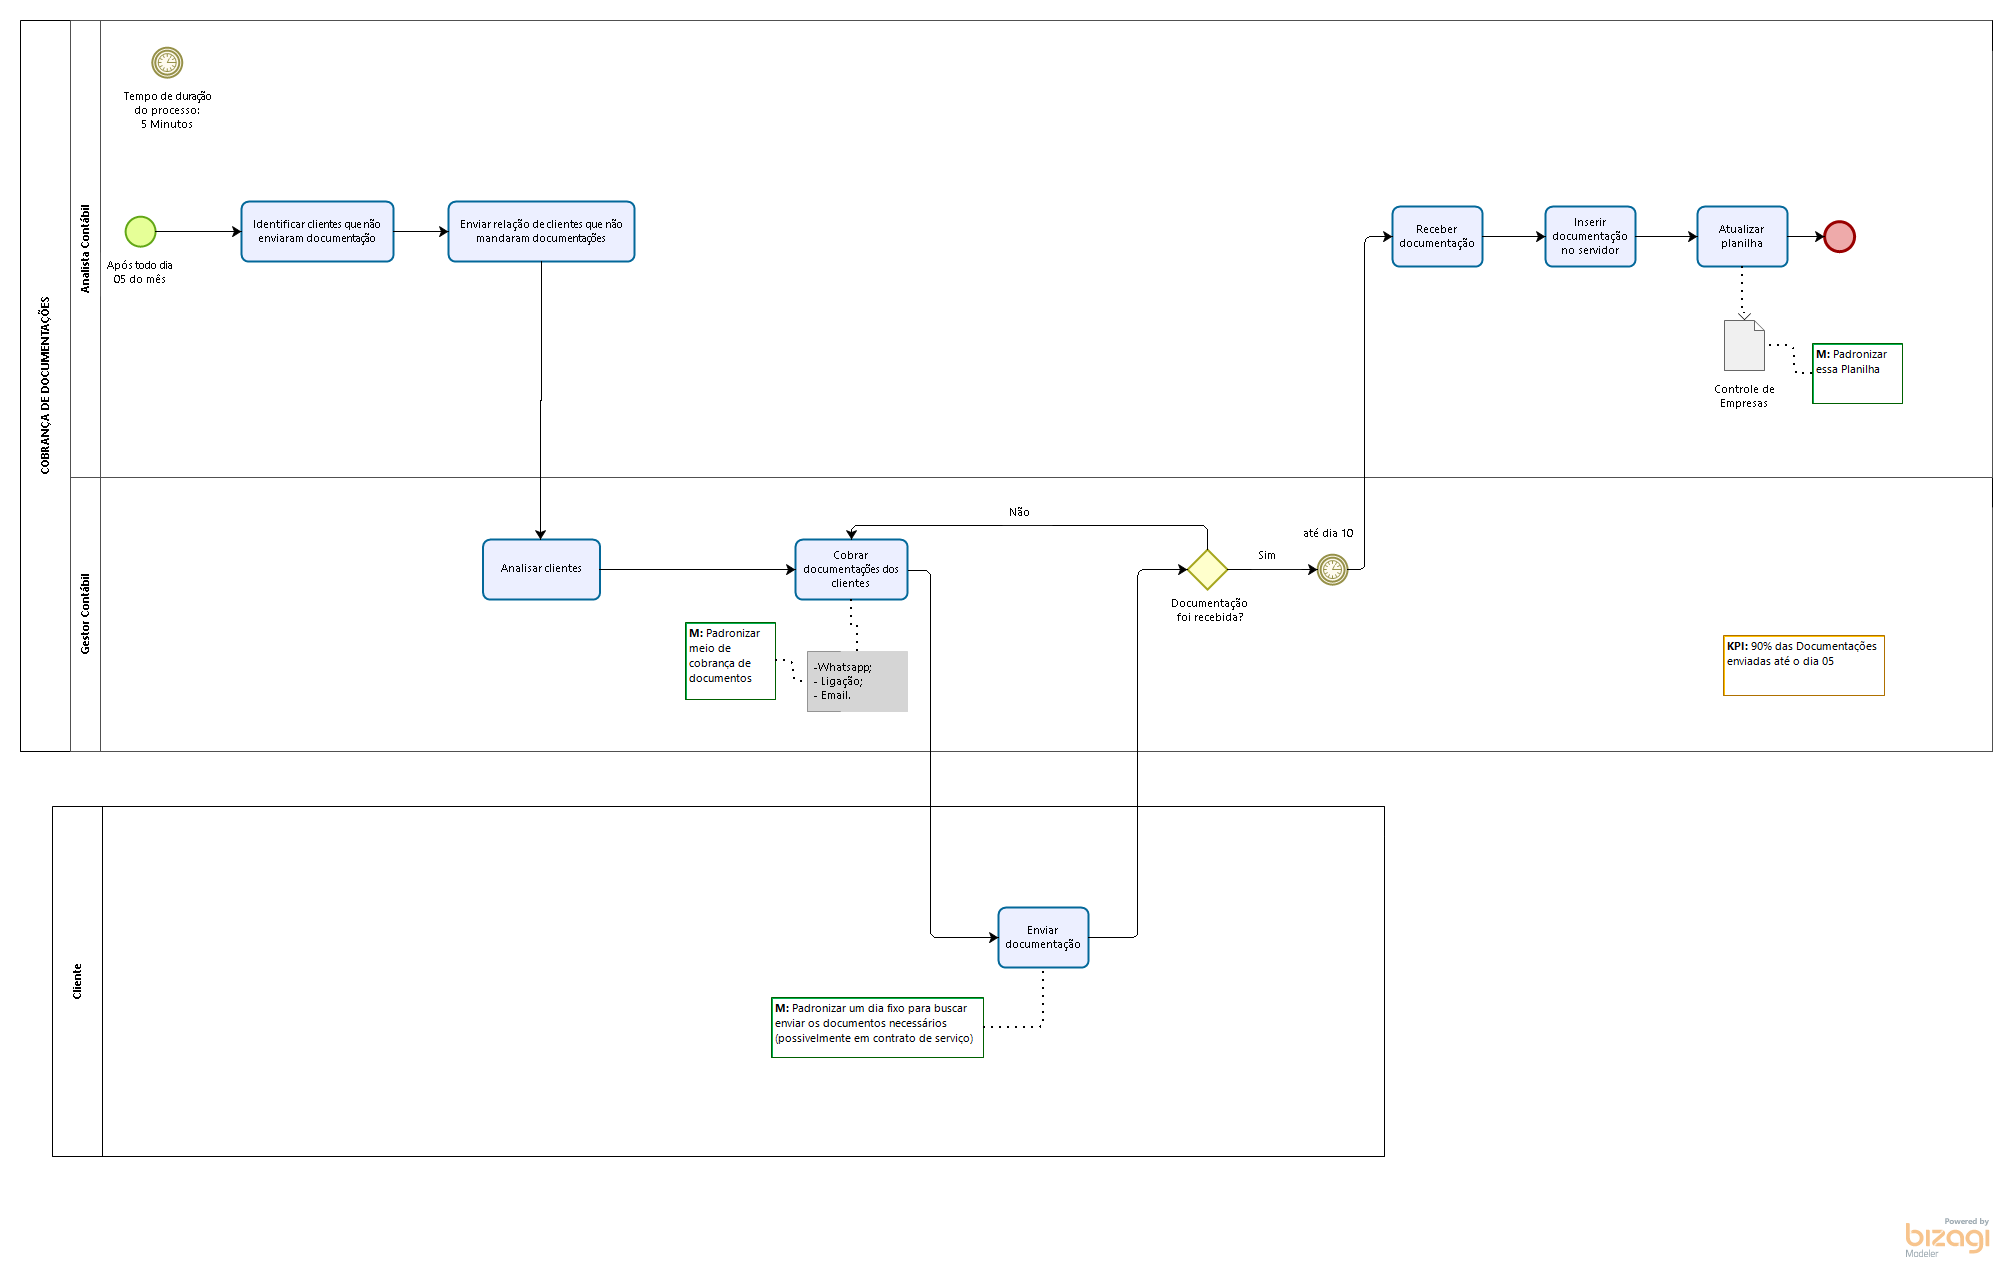 COBRANÇA DE DOCUMENTAÇÕES
Analista Contábil
Tempo de duração
do processo:
5 Minutos
Após todo dia
05 do mês
Identificar clientes que não
enviaram documentação
Enviar relação de clientes que não
mandaram documentações
Receber
documentação
Inserir
documentação
no servidor
Atualizar
planilha
Controle de
Empresas
M: Padronizar
essa Planilha
Gestor Contábil
Analisar clientes
Cobrar
documentações dos
clientes
Não
M: Padronizar
meio de
cobrança de
documentos
-Whatsapp;
- Ligação;
- Email.
Documentação
foi recebida?
Sim
até dia 10
KPI: 90% das Documentações
enviadas até o dia 05
Cliente
Enviar
documentação
M: Padronizar um dia fixo para buscar
enviar os documentos necessários
(possivelmente em contrato de serviço)
Powered by
bizagi
Modeler